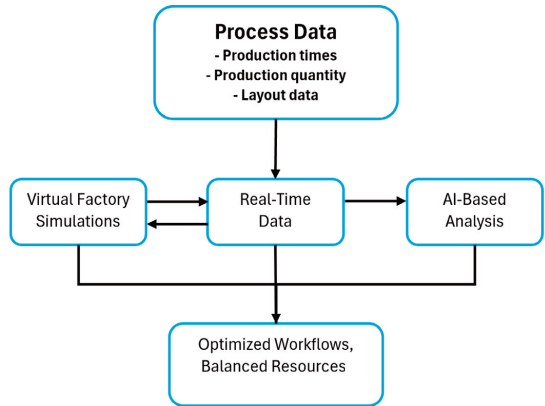 Process Data
- Production times
- Production quantity
- Layout data
Virtual Factory
Simulations
Real-Time
Data
AI-Based
Analysis
Optimized Workflows,
Balanced Resources